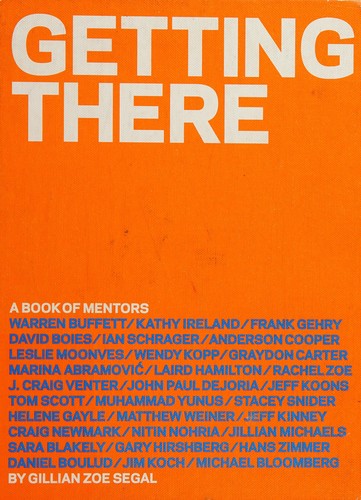 GETTING
THERE
A BOOK OF MENTORS
WARREN BUFFETT/KATHY IRELAND/FRANK GEHRY
DAVID BOIES/IAN SCHRAGER/ANDERSON COOPER
LESLIE MOONVES/WENDY KOPP/GRAYDON CARTER
MARINA ABRAMOVIĆ/LAIRD HAMILTON/RACHEL ZOE
J. CRAIG VENTER/JOHN PAUL DEJORIA/JEFF KOONS
TOM SCOTT/MUHAMMAD YUNUS/STACEY SNIDER
HELENE GAYLE/MATTHEW WEINER/JEFF KINNEY
CRAIG NEWMARK/NITIN NOHRIA/JILLIAN MICHAELS
SARA BLAKELY/GARY HIRSHBERG/HANS ZIMMER
DANIEL BOULUD/JIM KOCH/MICHAEL BLOOMBERG
BY GILLIAN ZOE SEGAL